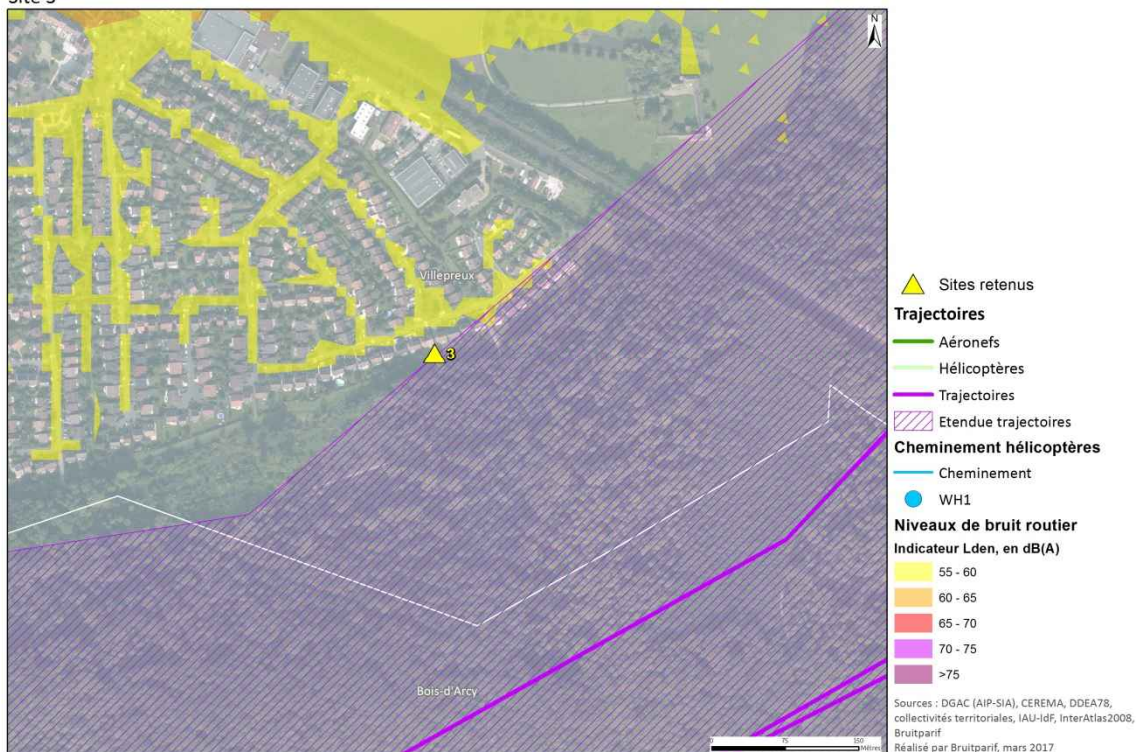 Site 3
N
Villepreux
3
Bois-d'Arcy
0 75 150
Mètres
Sites retenus
Trajectoires
Aéronefs
Hélicoptères
Trajectoires
Etendue trajectoires
Cheminement hélicoptères
Cheminement
WH1
Niveaux de bruit routier
Indicateur Lden, en dB(A)
55 - 60
60 - 65
65 - 70
70 - 75
>75
Sources : DGAC (AIP-SIA), CEREMA, DDEA78,
collectivités territoriales, IAU-IdF, InterAtlas2008,
Bruitparif
Réalisé par Bruitparif, mars 2017